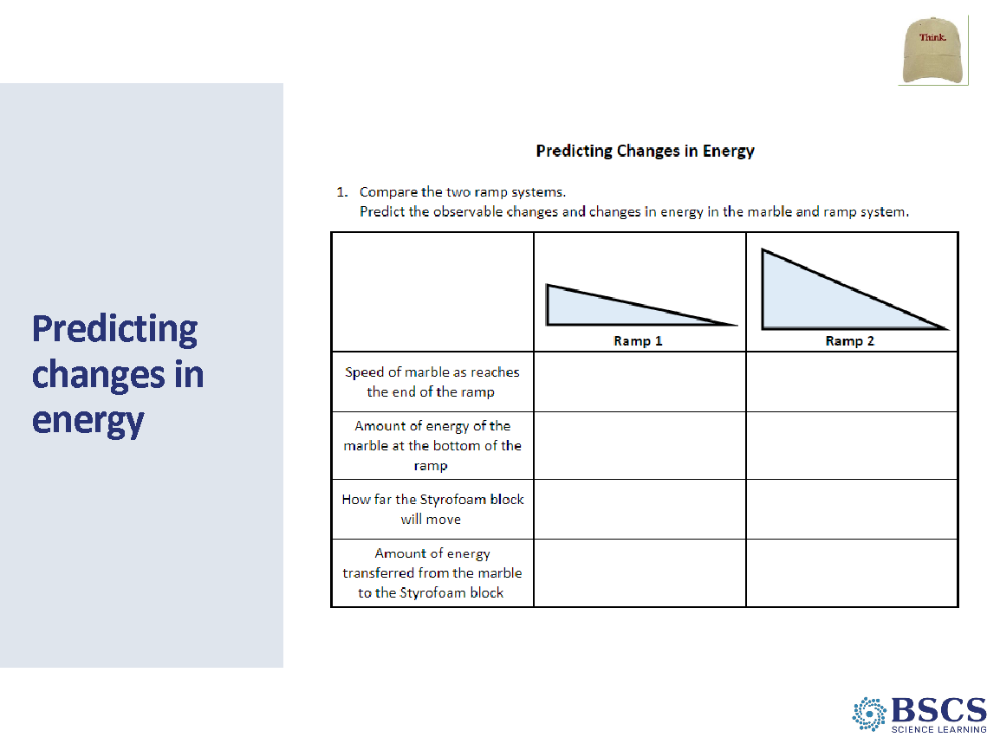 Think.
Predicting
changes in
energy
Predicting Changes in Energy
1. Compare the two ramp systems.
Predict the observable changes and changes in energy in the marble and ramp system.
Ramp 1
Ramp 2
Speed of marble as reaches
the end of the ramp
Amount of energy of the
marble at the bottom of the
ramp
How far the Styrofoam block
will move
Amount of energy
transferred from the marble
to the Styrofoam block
BSCS
SCIENCE LEARNING